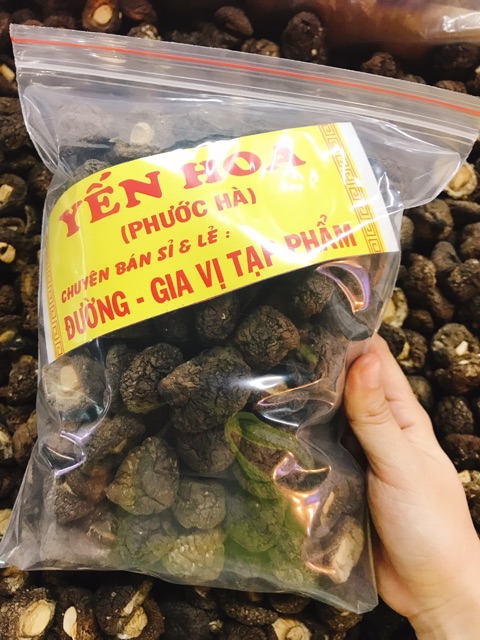 YẾN HOA
(PHƯỚC HÀ)
CHUYÊN BÁN SỈ & LẺ :
ĐƯỜNG - GIA VỊ TẠP PHẨM